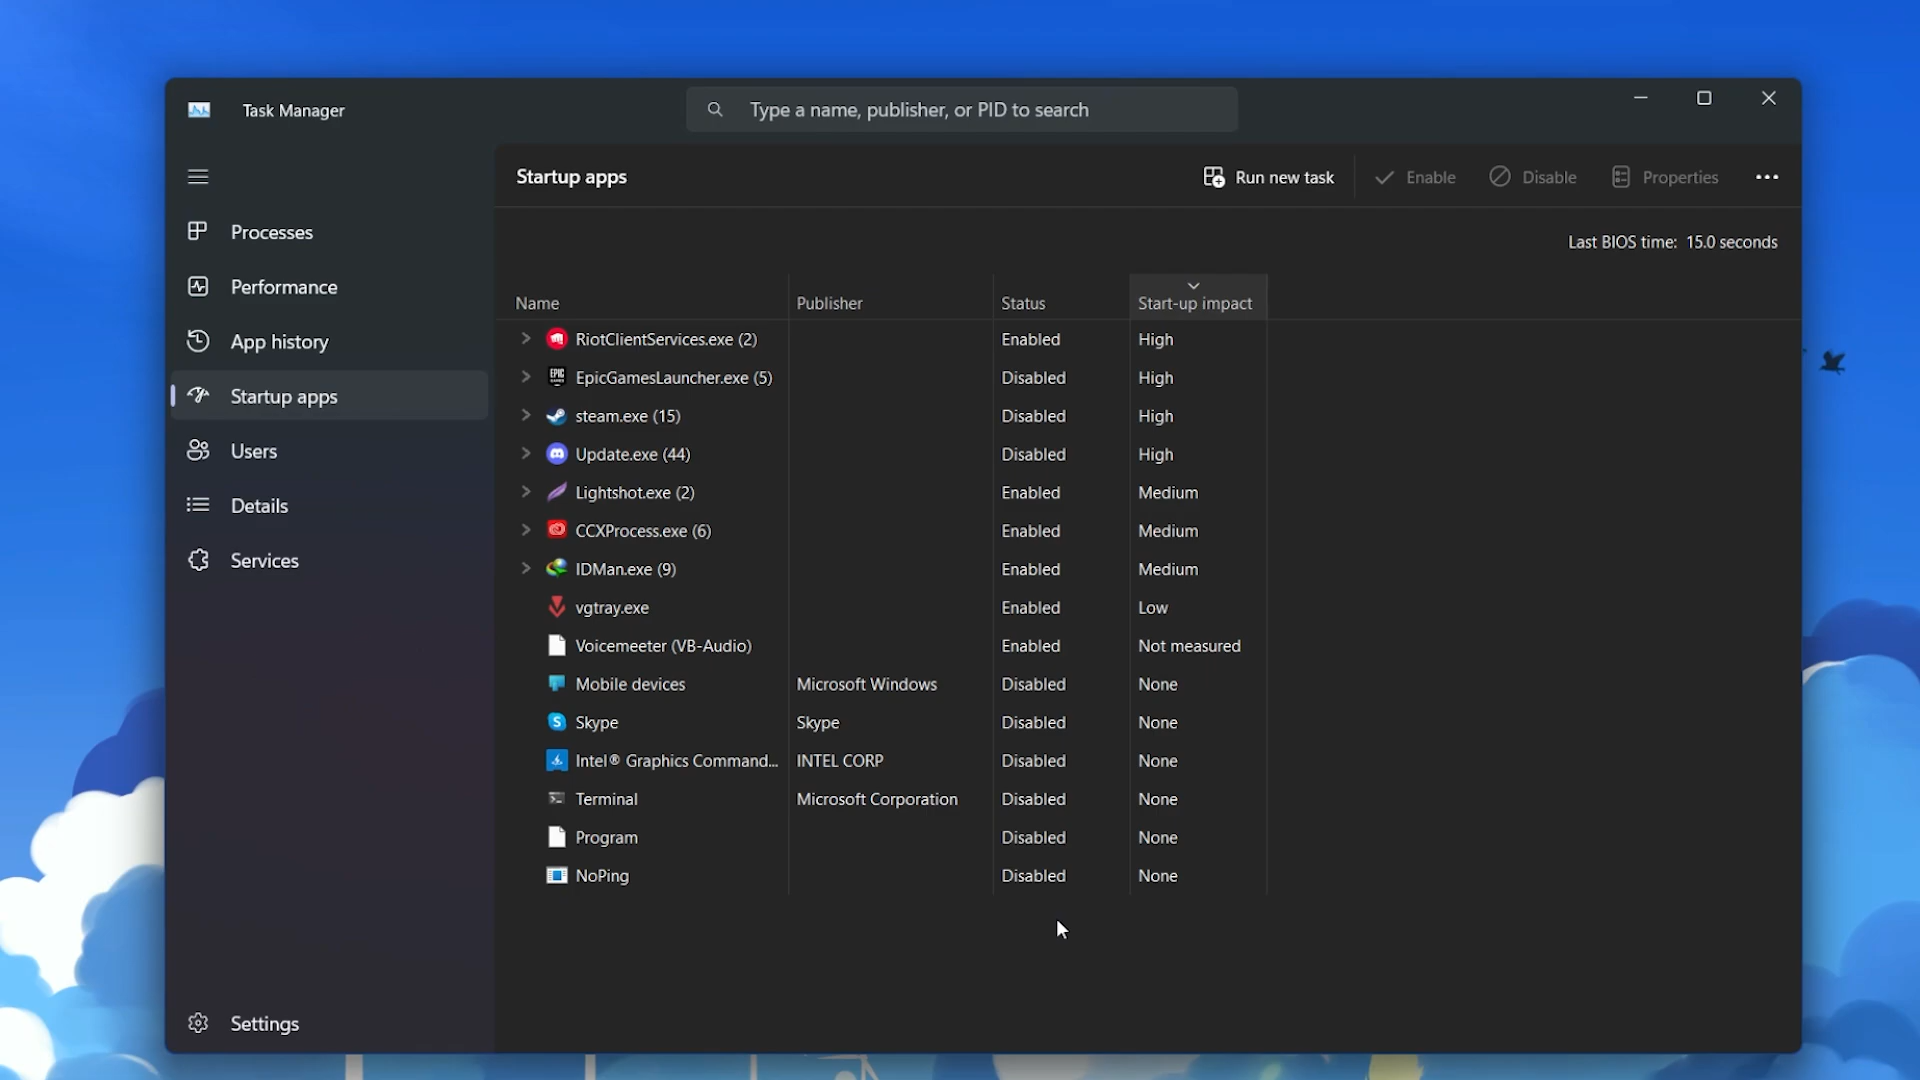 Task Manager
Type a name, publisher, or PID to search
Startup apps
Run new task
Enable
Disable
Properties
Processes
Performance
App history
Startup apps
Users
Details
Services
Settings
Last BIOS time: 15.0 seconds
Name Publisher Status Start-up impact
RiotClientServices.exe (2) Enabled High
EpicGamesLauncher.exe (5) Disabled High
steam.exe (15) Disabled High
Update.exe (44) Disabled High
Lightshot.exe (2) Enabled Medium
CCXProcess.exe (6) Enabled Medium
IDMan.exe (9) Enabled Medium
vgtray.exe Enabled Low
Voicemeeter (VB-Audio) Enabled Not measured
Mobile devices Microsoft Windows Disabled None
Skype Skype Disabled None
Intel® Graphics Command... INTEL CORP Disabled None
Terminal Microsoft Corporation Disabled None
Program Disabled None
NoPing Disabled None